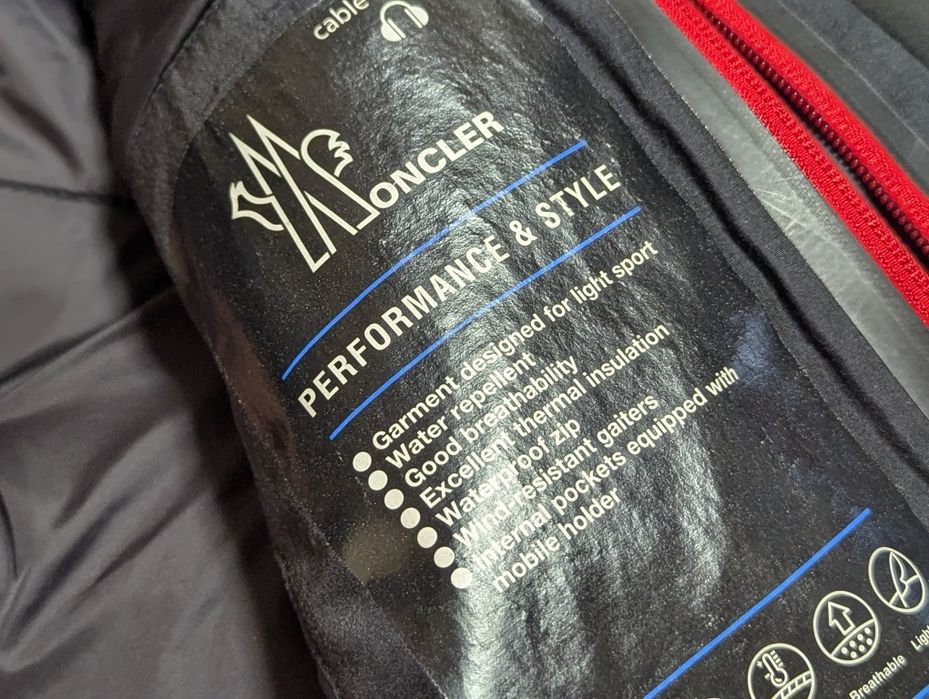 cable
MONCLER
PERFORMANCE & STYLE
Garment designed for light sport
Water repellent
Good breathability
Excellent thermal insulation
Waterproof zip
Wind resistant gaiters
Internal pockets equipped with
mobile holder
Breathable